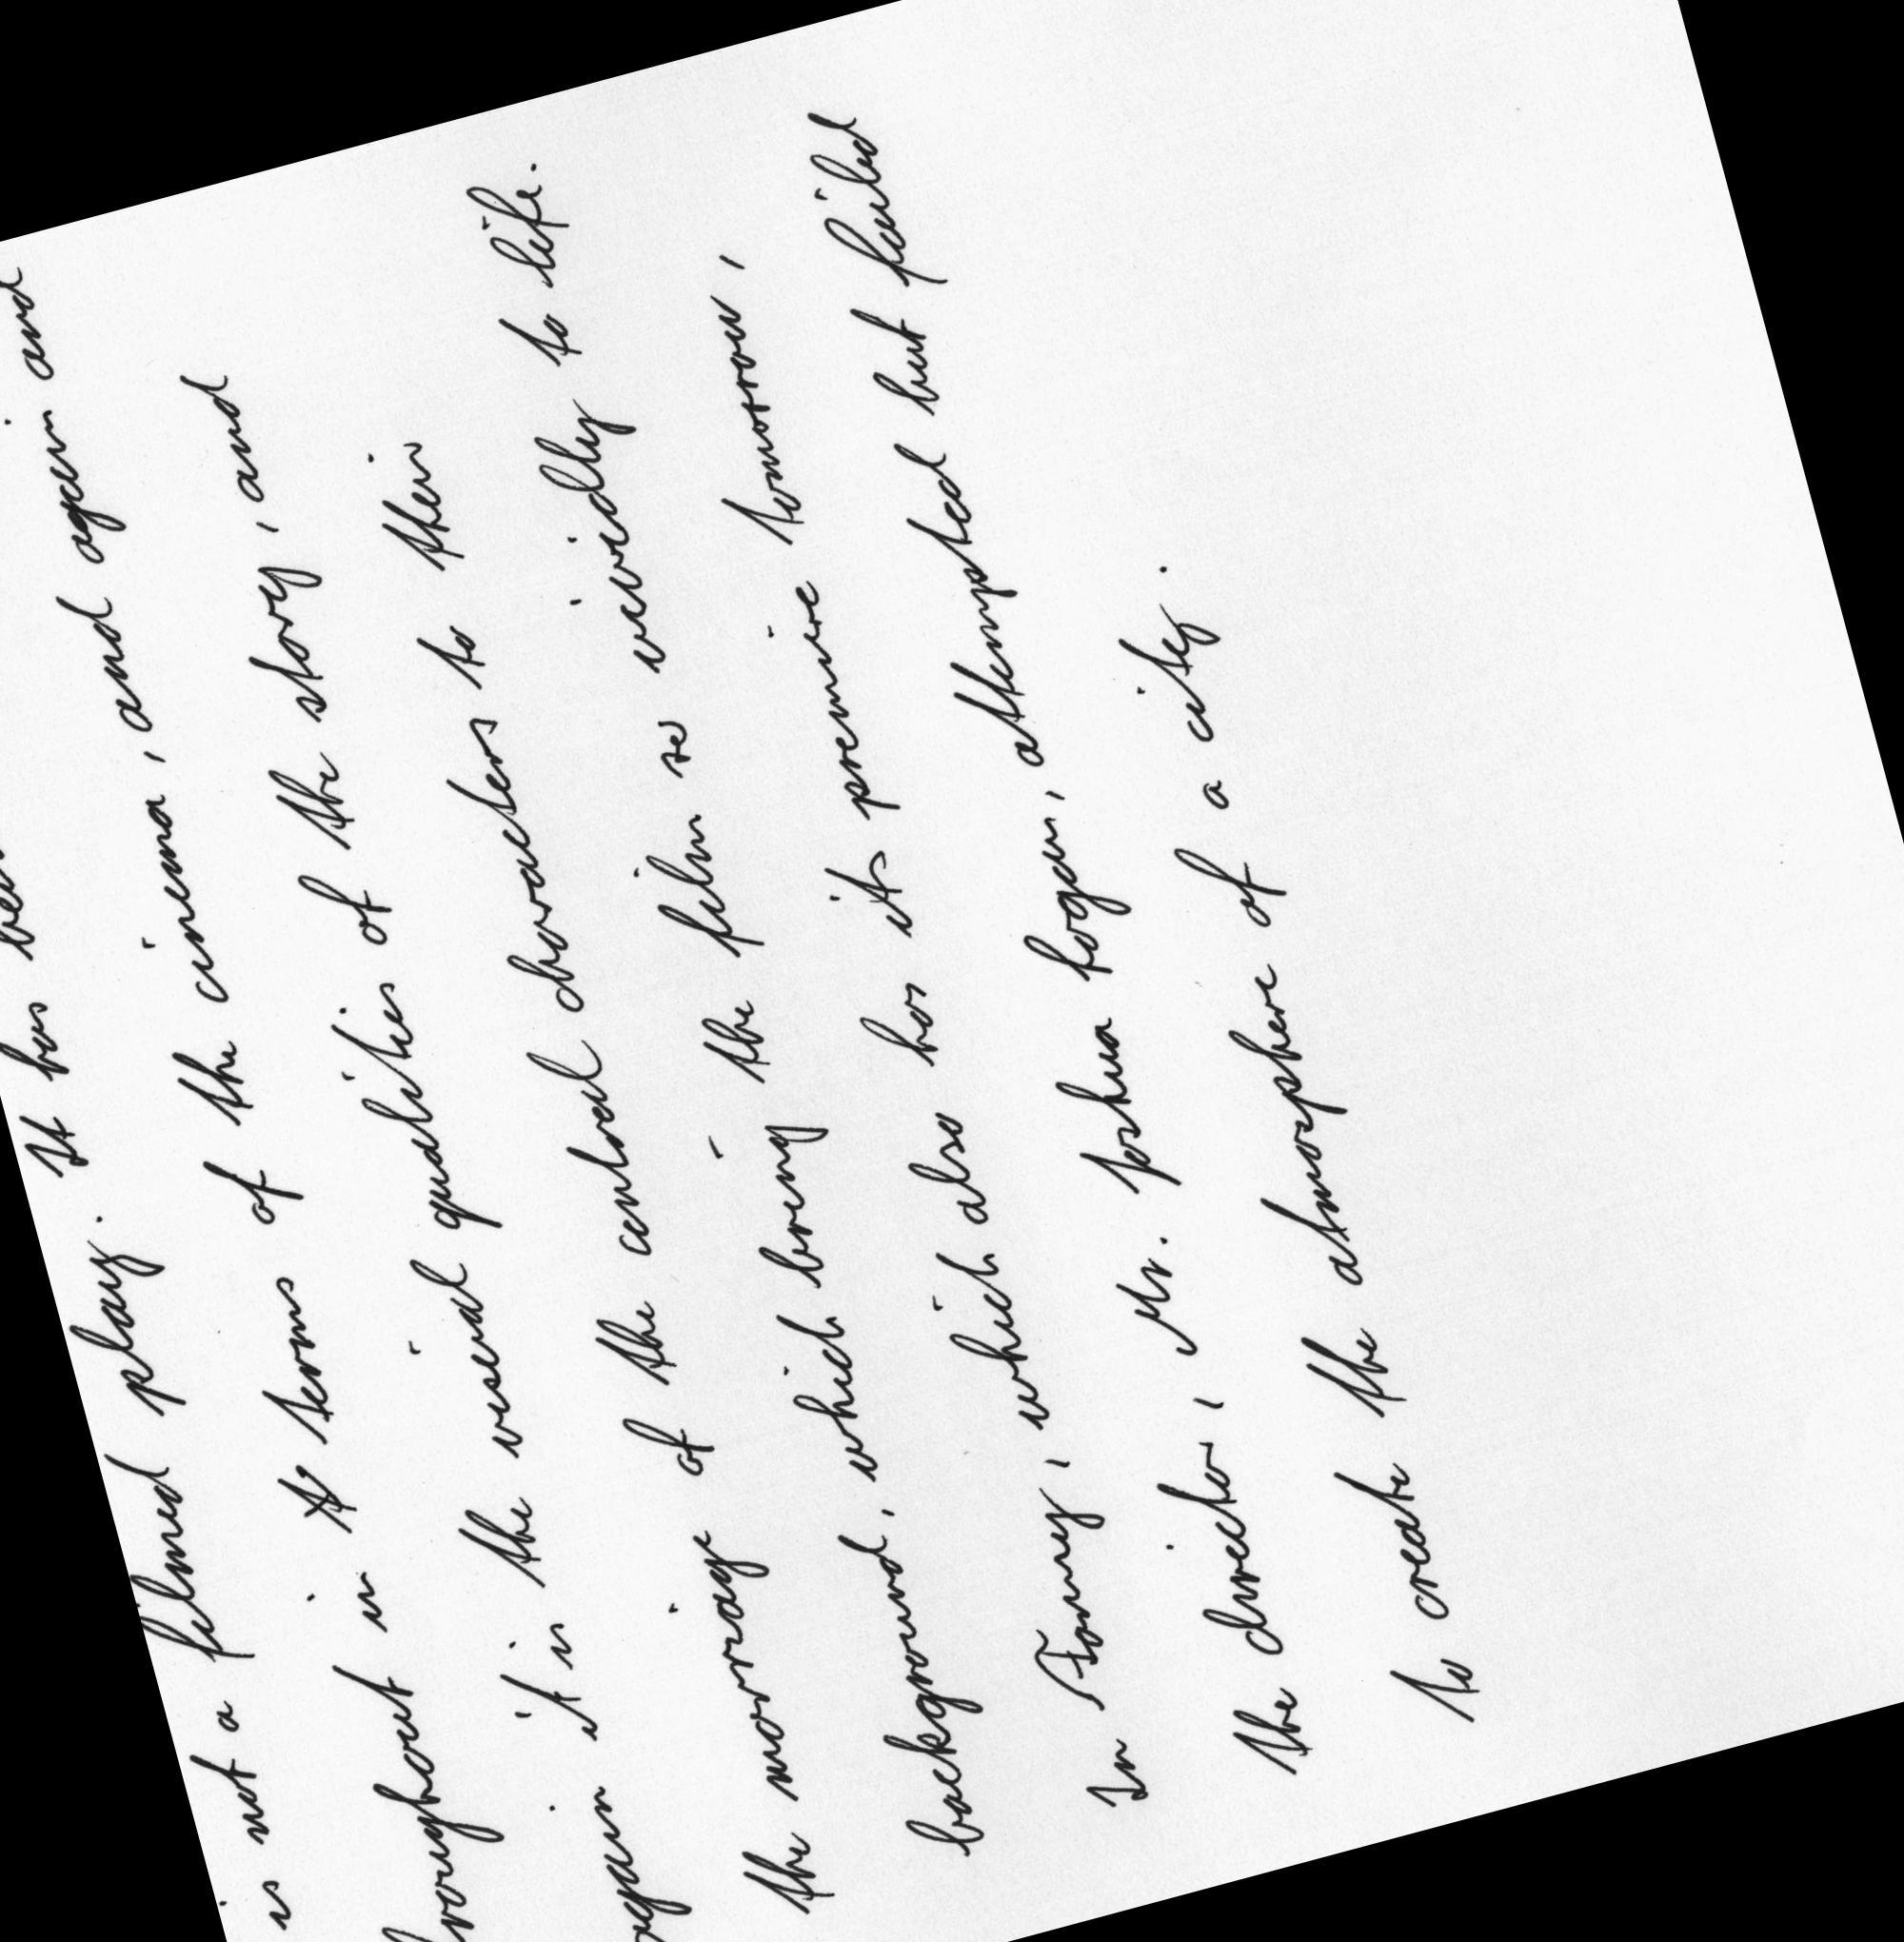 is not a filmed play. It has
throughout in terms of the cinema, and again and
again it is the visual qualities of the story, and
the marriage of the central characters to their
background, which bring the film so vividly to life.
In Fanny, which also has its premiere tomorrow,
the director, Mr. Joshua Logan, attempted but failed
to create the atmosphere of a city.